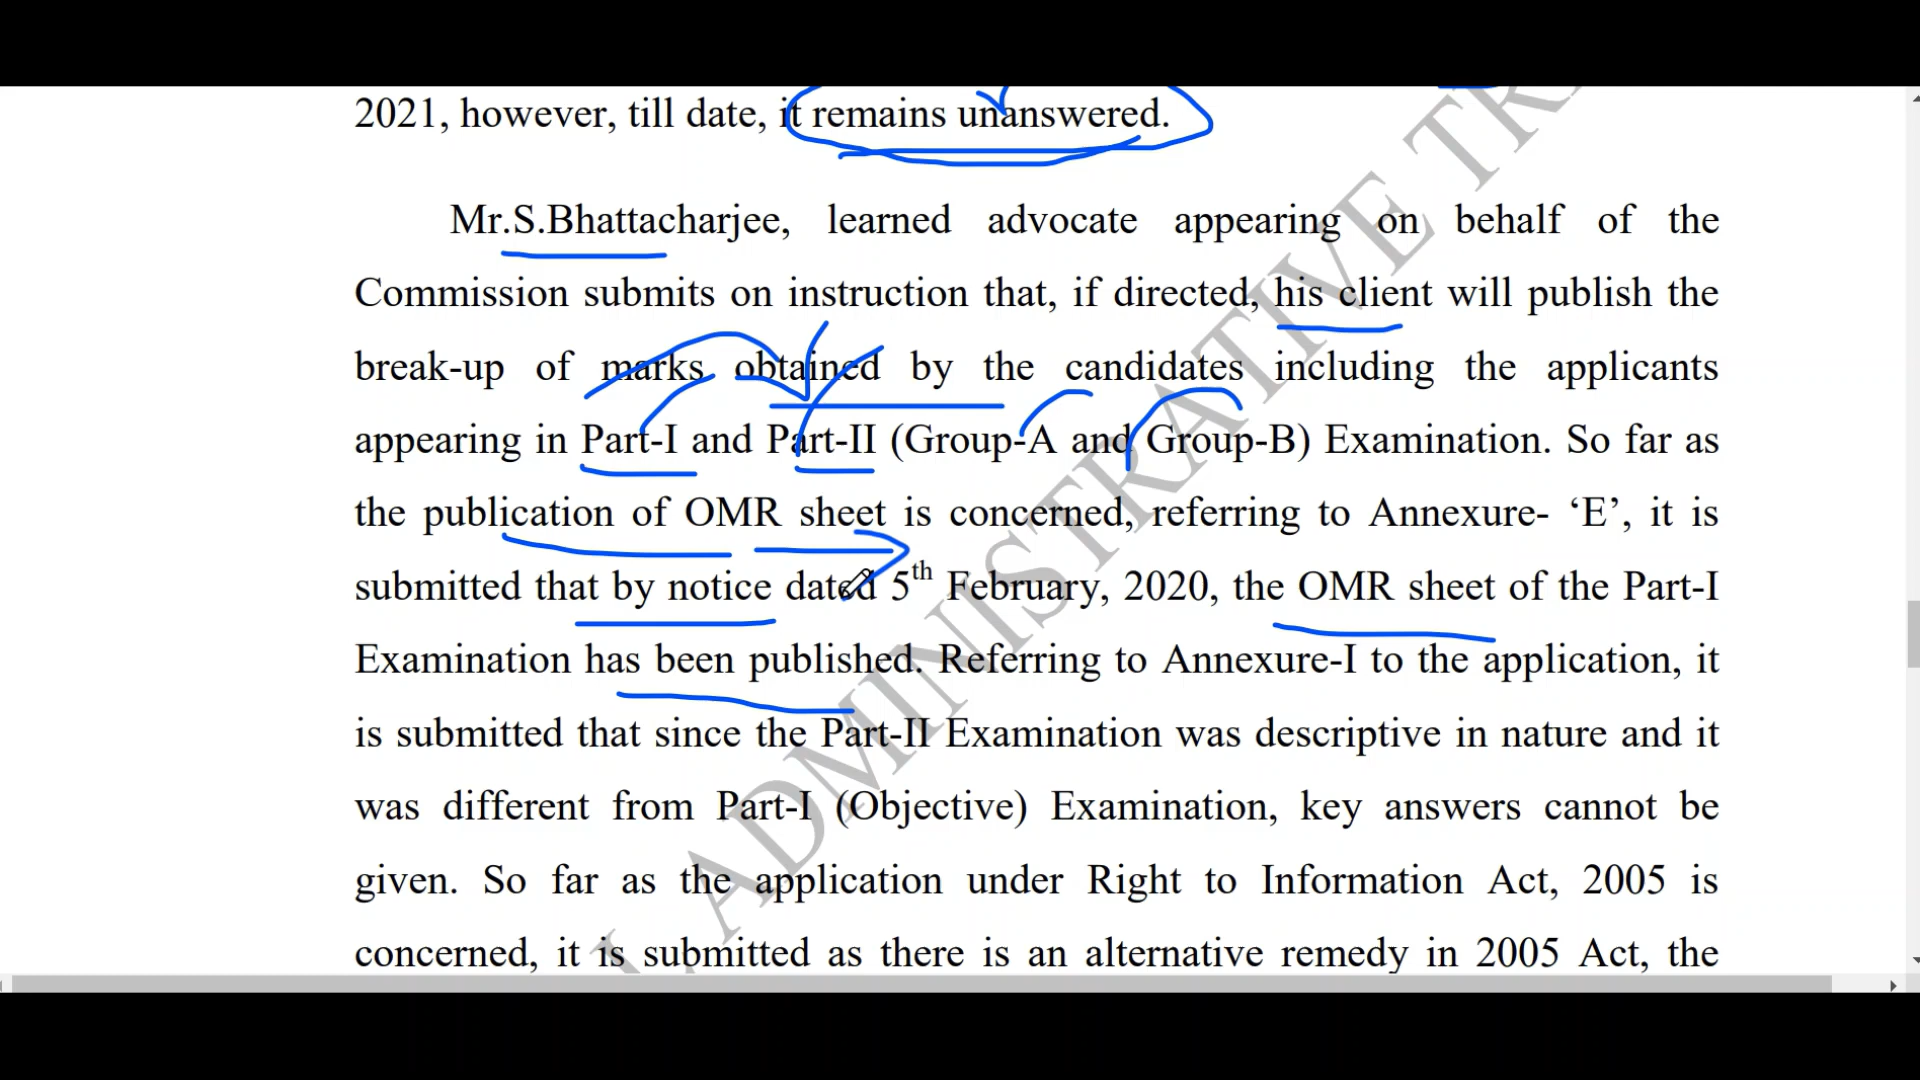 2021, however, till date, it remains unanswered.
Mr.S.Bhattacharjee, learned advocate appearing on behalf of the
Commission submits on instruction that, if directed, his client will publish the
break-up of marks obtained by the candidates including the applicants
appearing in Part-I and Part-II (Group-A and Group-B) Examination. So far as
the publication of OMR sheet is concerned, referring to Annexure- ‘E’, it is
submitted that by notice dated 5th February, 2020, the OMR sheet of the Part-I
Examination has been published. Referring to Annexure-I to the application, it
is submitted that since the Part-II Examination was descriptive in nature and it
was different from Part-I (Objective) Examination, key answers cannot be
given. So far as the application under Right to Information Act, 2005 is
concerned, it is submitted as there is an alternative remedy in 2005 Act, the
ADMINISTRATIVE TR